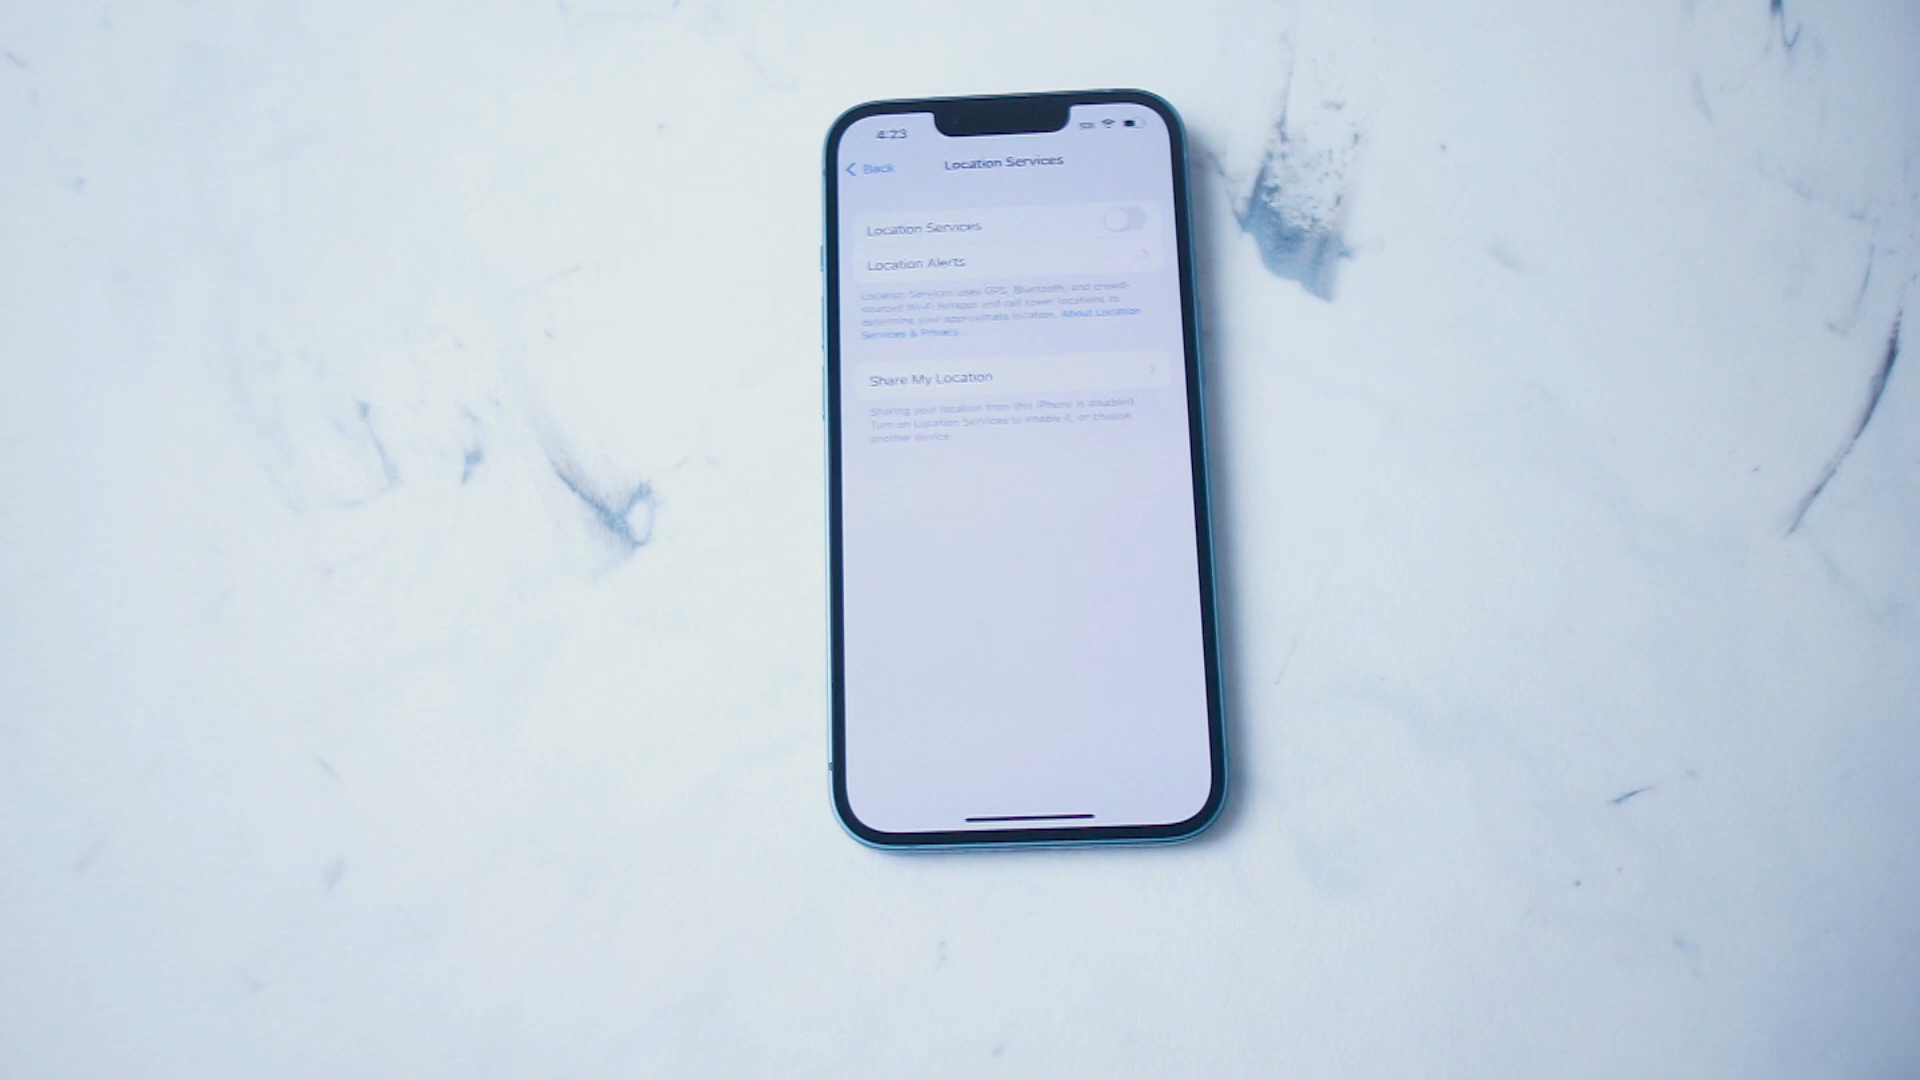 4:23
Back
Location Services
Location Services
Location Alerts
Location Services uses GPS, Bluetooth, and crowd-
sourced Wi-Fi hotspot and cell tower locations to
determine your approximate location. About Location
Services & Privacy...
Share My Location
Sharing your location from this iPhone is disabled.
Turn on Location Services to enable it, or choose
another device.